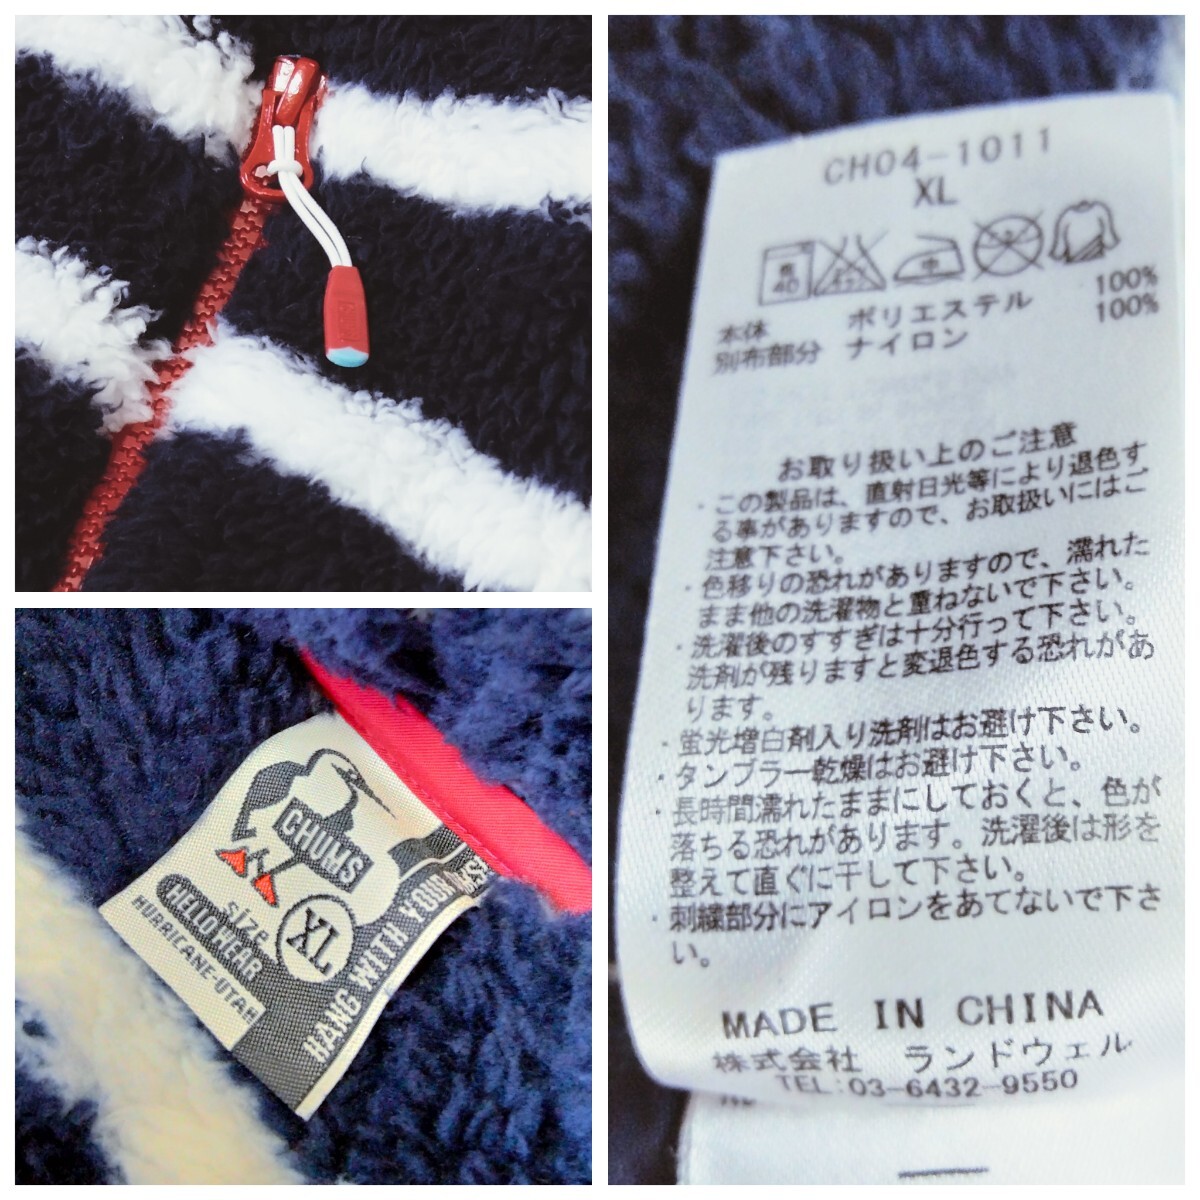 CHUMS
size
XL
HELLO WEAR
HURRICANE-UTAH
HANG WITH YOUR
CH04-1011
XL
40
中
本体 ポリエステル 100%
別布部分 ナイロン 100%
お取り扱い上のご注意
・この製品は、直射日光等により退色す
る事がありますので、お取扱いにはご
注意下さい。
・色移りの恐れがありますので、濡れた
まま他の洗濯物と重ねないで下さい。
・洗濯後のすすぎは十分行って下さい。
洗剤が残りますと変退色する恐れがあ
ります。
・蛍光増白剤入り洗剤はお避け下さい。
・タンブラー乾燥はお避け下さい。
・長時間濡れたままにしておくと、色が
落ちる恐れがあります。洗濯後は形を
整えて直ぐに干して下さい。
・刺繍部分にアイロンをあてないで下さ
い。
MADE IN CHINA
株式会社 ランドウェル
TEL:03-6432-9550